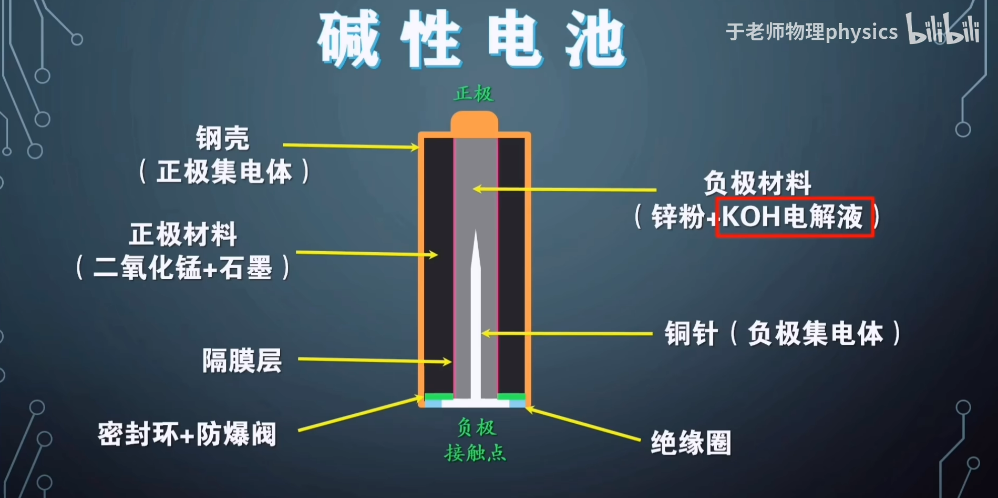 碱性电池
于老师物理physics bilibili
正极
钢壳
（正极集电体）
负极材料
（锌粉+KOH电解液）
正极材料
（二氧化锰+石墨）
铜针（负极集电体）
隔膜层
密封环+防爆阀
负极
接触点
绝缘圈